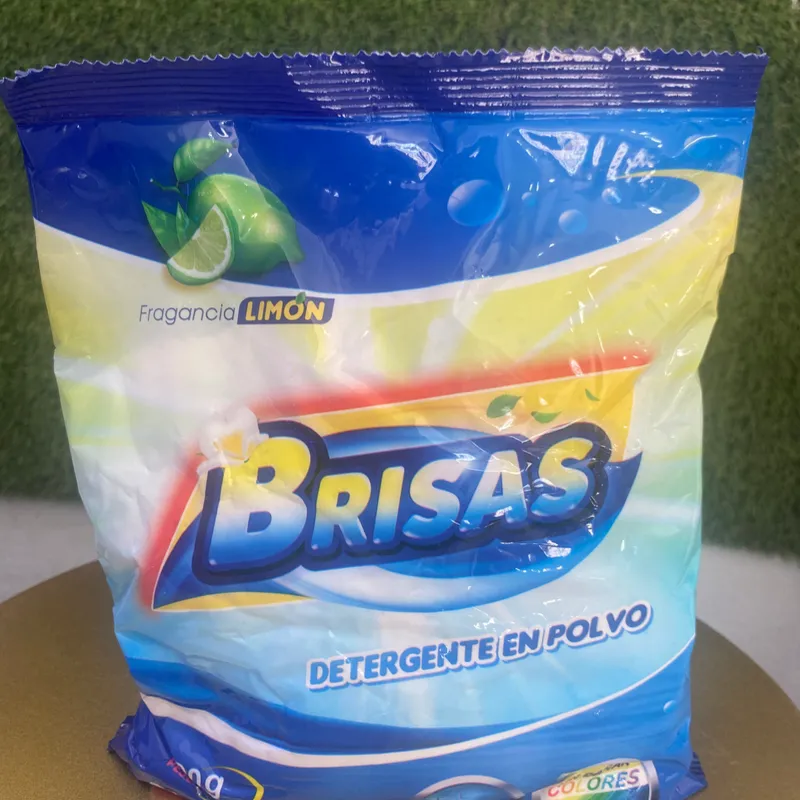 Fragancia LIMÓN
BRISAS
DETERGENTE EN POLVO
COLORES